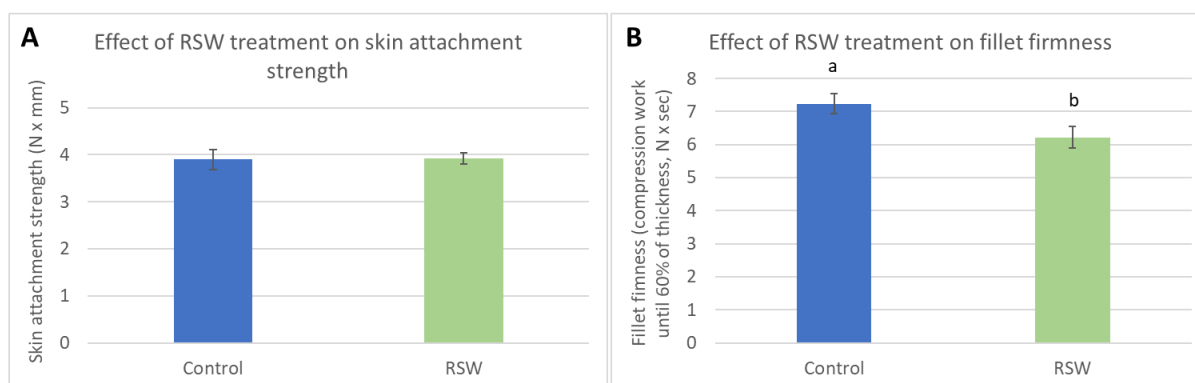 A
Effect of RSW treatment on skin attachment
strength
Skin attachment strength (N x mm)
5
4
3
2
1
0
Control
RSW
B
Effect of RSW treatment on fillet firmness
a
b
Fillet fimness (compression work
until 60% of thickness, N x sec)
8
7
6
5
4
3
2
1
0
Control
RSW